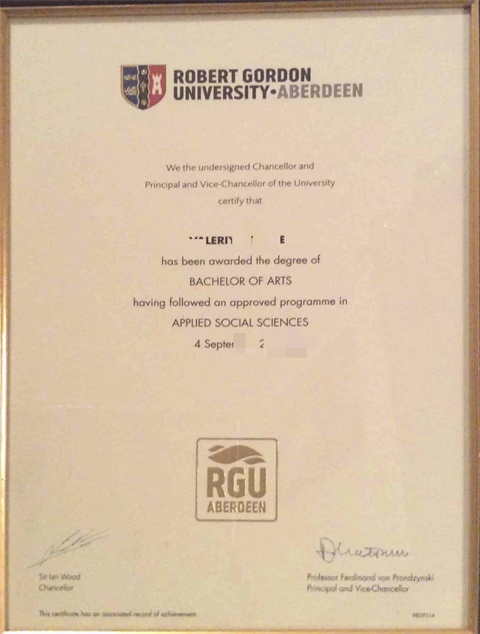 ROBERT GORDON
UNIVERSITY•ABERDEEN
We the undersigned Chancellor and
Principal and Vice-Chancellor of the University
certify that
has been awarded the degree of
BACHELOR OF ARTS
having followed an approved programme in
APPLIED SOCIAL SCIENCES
4
RGU
ABERDEEN
Sir Ian Wood
Chancellor
Professor Ferdinand von Prondzynski
Principal and Vice-Chancellor
This certificate has an associated record of achievement.